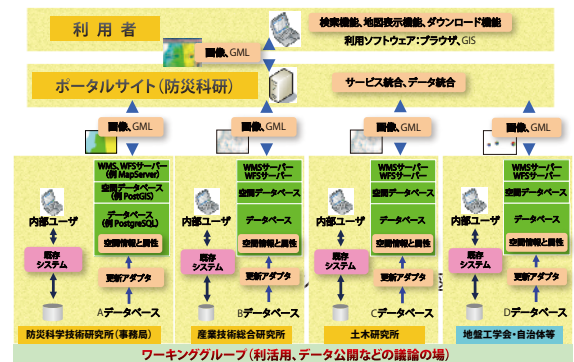 利用者
検索機能、地図表示機能、ダウンロード機能
利用ソフトウェア：ブラウザ、GIS
画像、GML
ポータルサイト（防災科研）
サービス統合、データ統合
画像、GML
画像、GML
画像、GML
画像、GML
WMS、WFSサーバー
（例 MapServer）
空間データベース
（例 PostGIS）
データベース
（例 PostgreSQL）
空間情報と属性
内部ユーザ
既存
システム
更新アダプタ
Aデータベース
防災科学技術研究所（事務局）
WMSサーバー
WFSサーバー
空間データベース
データベース
空間情報と属性
内部ユーザ
既存
システム
更新アダプタ
Bデータベース
産業技術総合研究所
WMSサーバー
WFSサーバー
空間データベース
データベース
空間情報と属性
内部ユーザ
既存
システム
更新アダプタ
Cデータベース
土木研究所
WMSサーバー
WFSサーバー
空間データベース
データベース
空間情報と属性
内部ユーザ
既存
システム
更新アダプタ
Dデータベース
地盤工学会・自治体等
ワーキンググループ（利活用、データ公開などの議論の場）